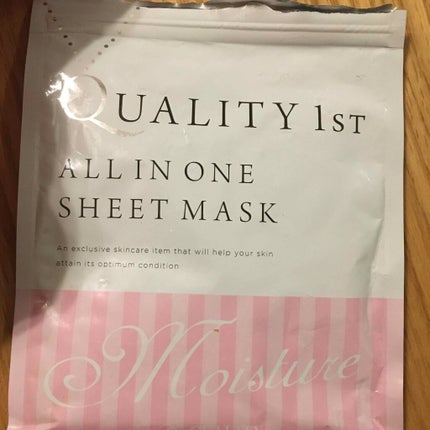 QUALITY 1ST
ALL IN ONE
SHEET MASK
An exclusive skincare item that will help your skin
attain its optimum condition
Moisture